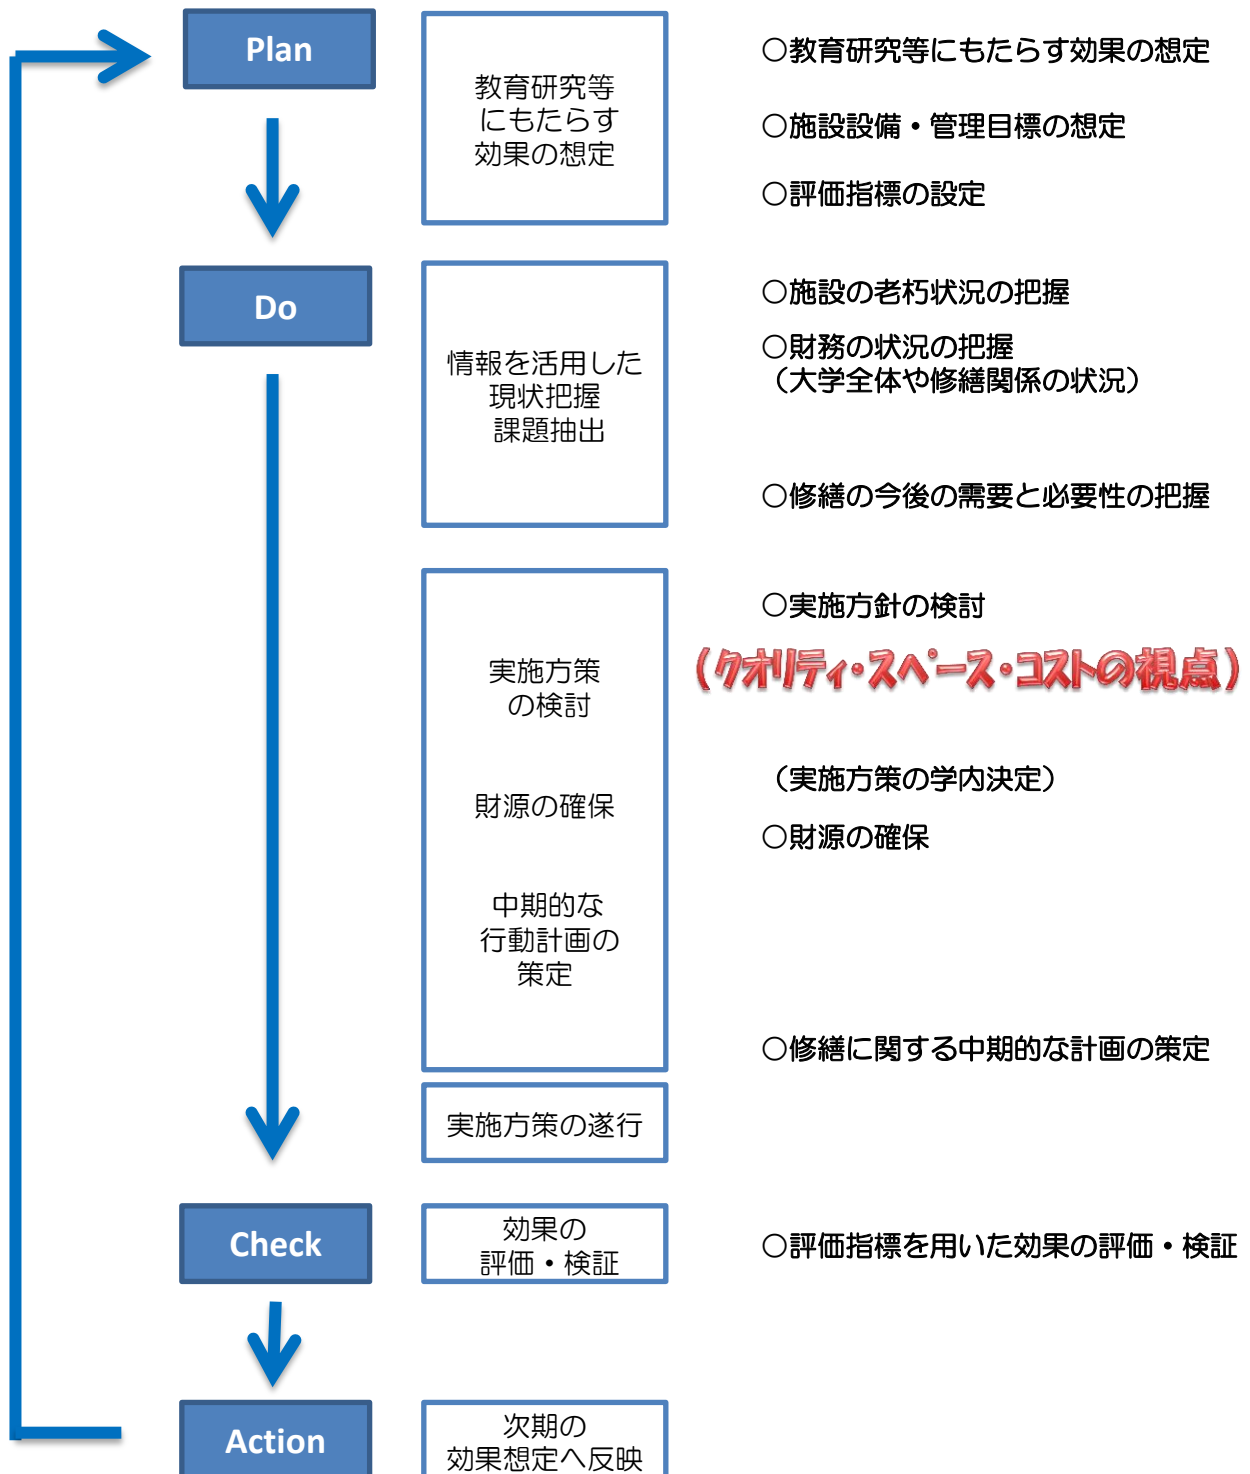 Plan
教育研究等
にもたらす
効果の想定
○教育研究等にもたらす効果の想定
○施設設備・管理目標の想定
○評価指標の設定
Do
情報を活用した
現状把握
課題抽出
○施設の老朽状況の把握
○財務の状況の把握
（大学全体や修繕関係の状況）
○修繕の今後の需要と必要性の把握
実施方策
の検討
財源の確保
中期的な
行動計画の
策定
○実施方針の検討
（クオリティ・スペース・コストの視点）
（実施方策の学内決定）
○財源の確保
○修繕に関する中期的な計画の策定
実施方策の遂行
Check
効果の
評価・検証
○評価指標を用いた効果の評価・検証
Action
次期の
効果想定へ反映